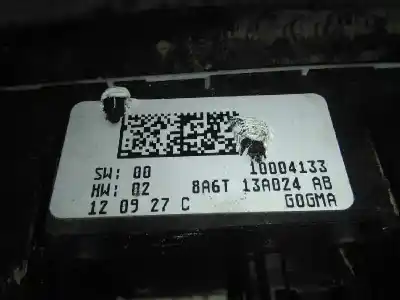 SW: 00 10004133
HW: 02 8A6T 13A024 AB
12 09 27 C GOGMA